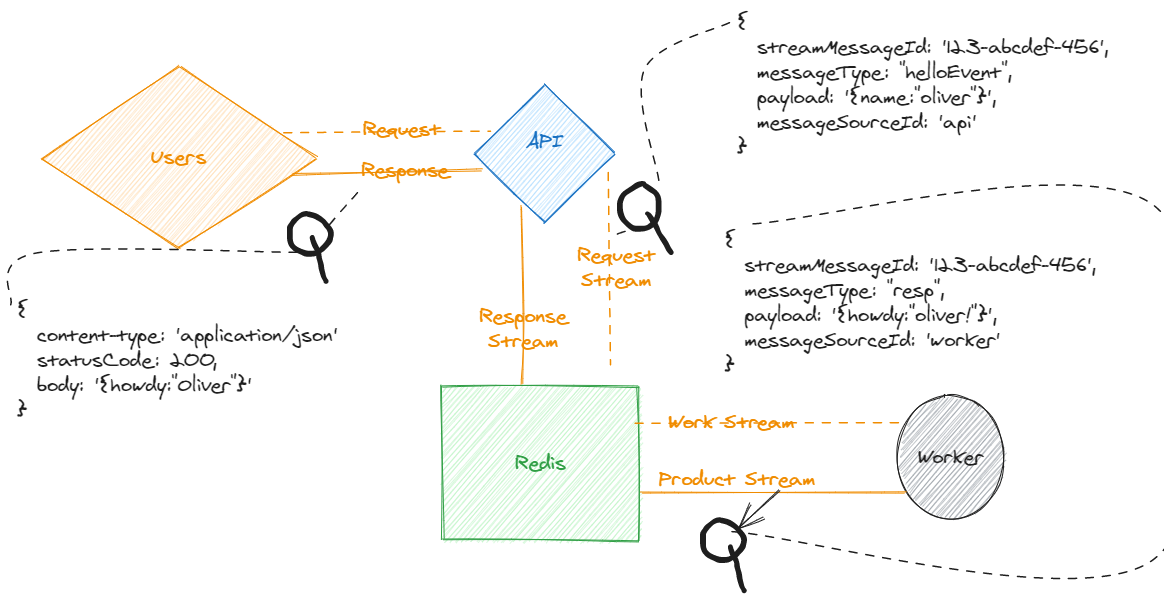 {
streamMessageId: '123-abcdef-456',
messageType: "helloEvent",
payload: '{name:"oliver"}',
messageSourceId: 'api'
}
Users
Request
Response
API
Request
Stream
Response
Stream
{
content-type: 'application/json'
statusCode: 200,
body: '{howdy:"Oliver"}'
}
{
streamMessageId: '123-abcdef-456',
messageType: "resp",
payload: '{howdy:"oliver!"}',
messageSourceId: 'worker'
}
Redis
Work Stream
Product Stream
Worker